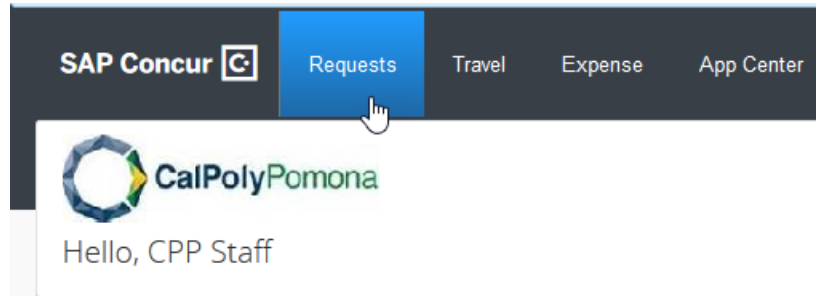 SAP Concur C Requests Travel Expense App Center
CalPolyPomona
Hello, CPP Staff